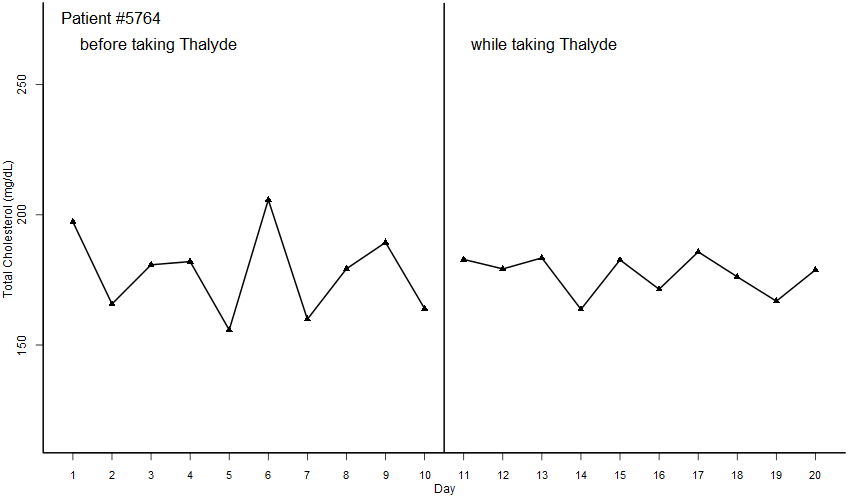 Patient #5764
before taking Thalyde
while taking Thalyde
Total Cholesterol (mg/dL)
250
200
150
1 2 3 4 5 6 7 8 9 10 11 12 13 14 15 16 17 18 19 20
Day